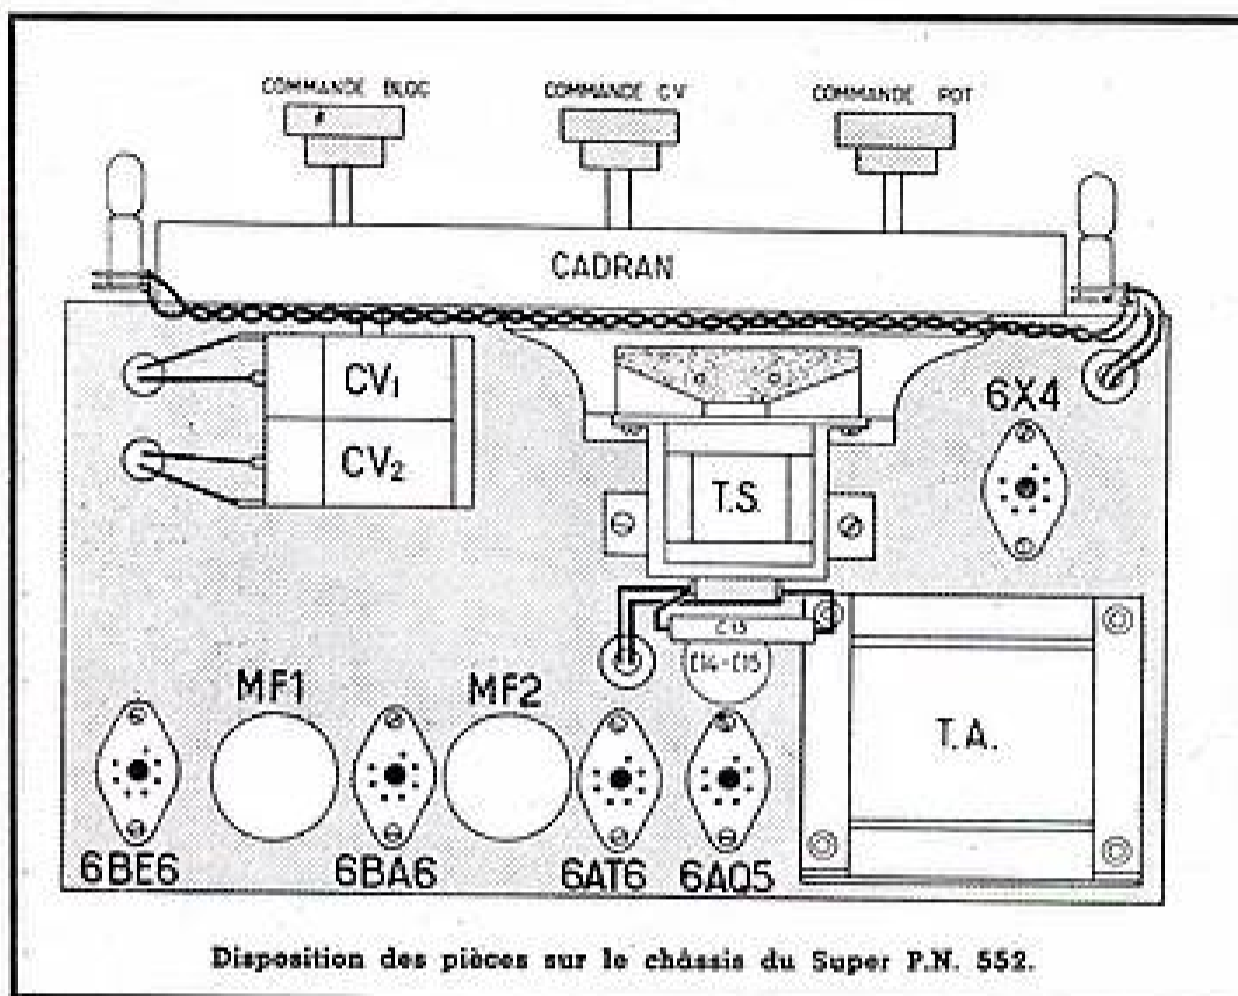 COMMANDE BLOC
COMMANDE CV
COMMANDE POT
CADRAN
CV1
CV2
6X4
T.S.
C13
C14-C15
MF1
MF2
T.A.
6BE6
6BA6
6AT6
6AQ5
Disposition des pièces sur le châssis du Super P.N. 552.